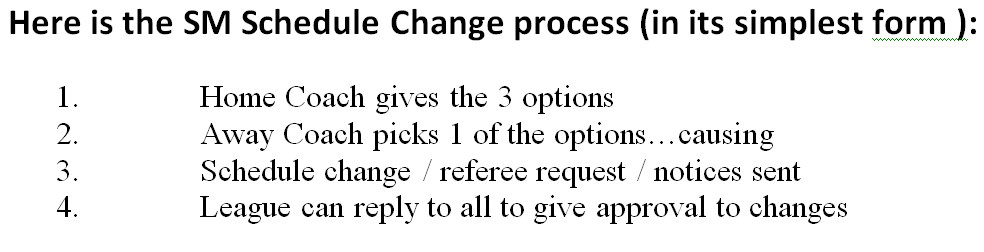 Here is the SM Schedule Change process (in its simplest form ):
1. Home Coach gives the 3 options
2. Away Coach picks 1 of the options…causing
3. Schedule change / referee request / notices sent
4. League can reply to all to give approval to changes